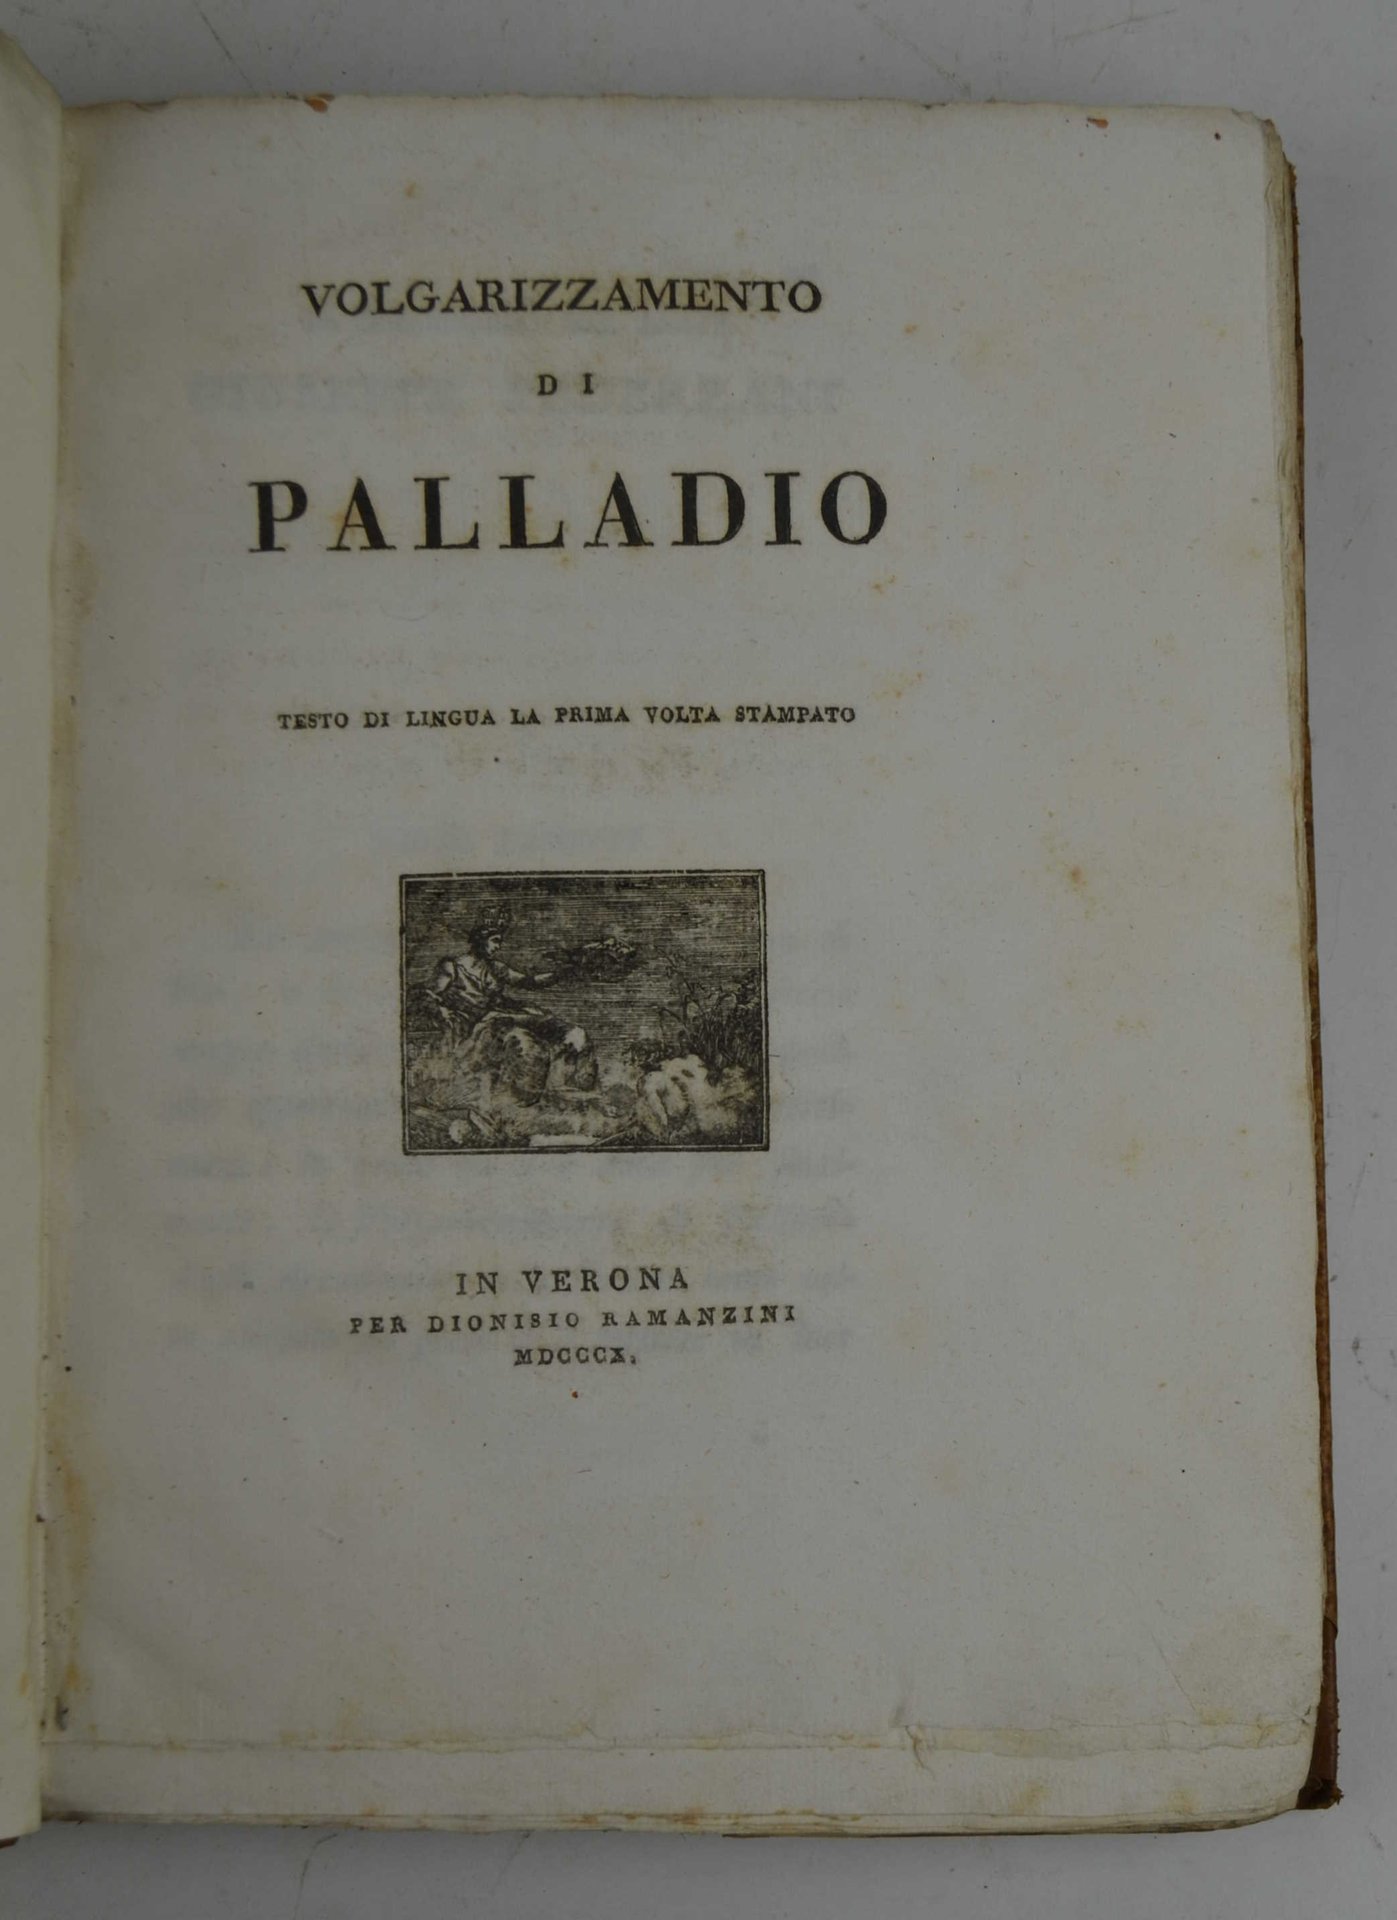 VOLGARIZZAMENTO
DI
PALLADIO
TESTO DI LINGUA LA PRIMA VOLTA STAMPATO
IN VERONA
PER DIONISIO RAMANZINI
MDCCCX.